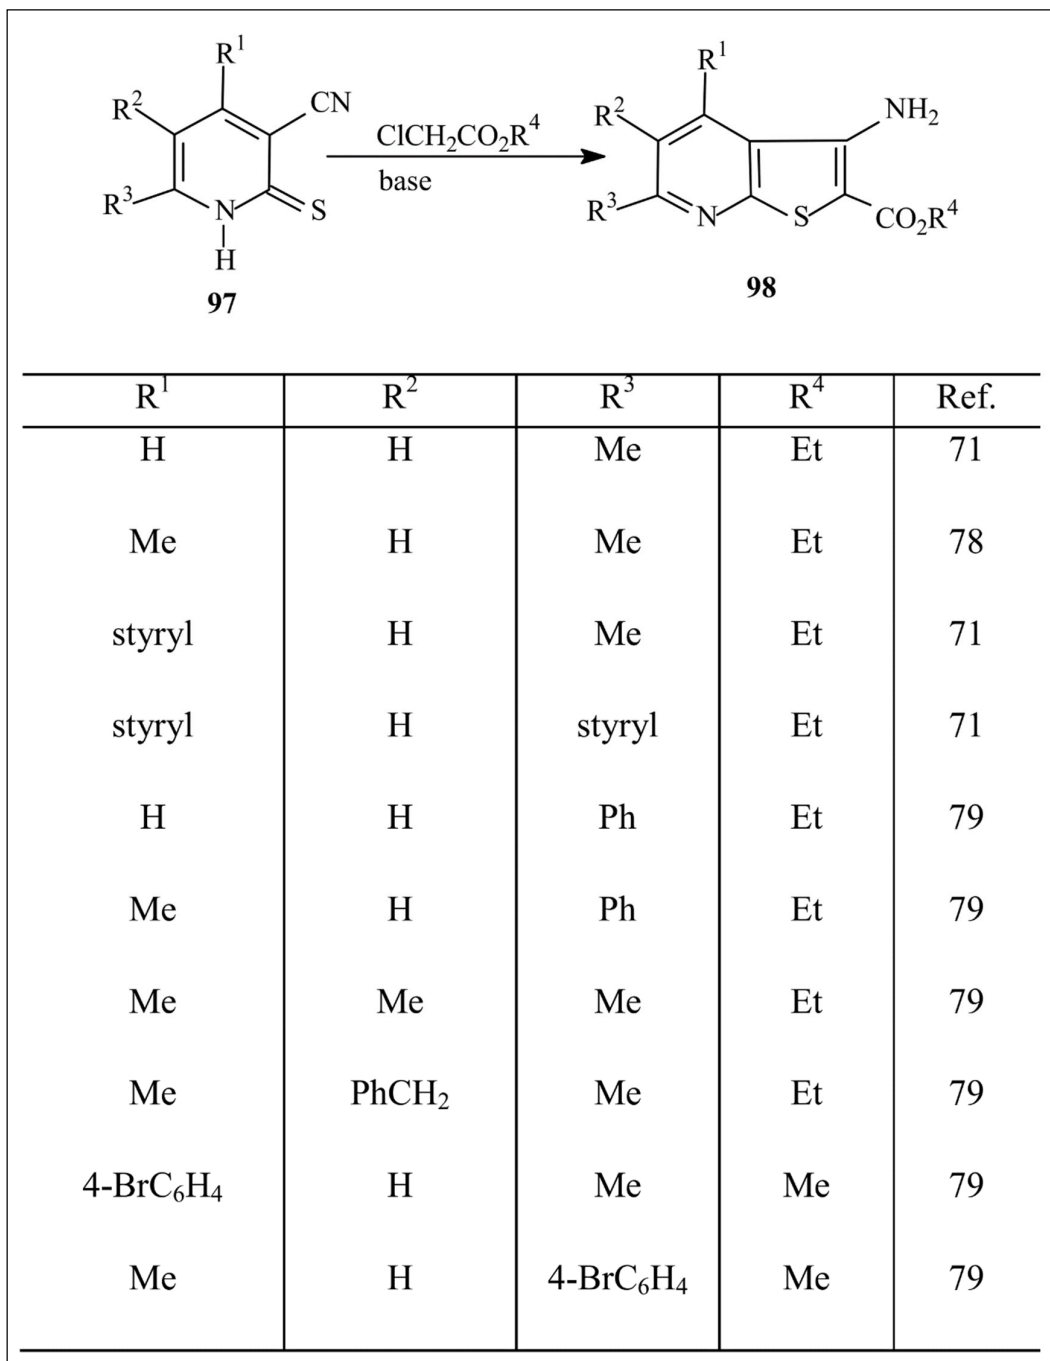 R¹ R¹
R² CN R² NH₂
ClCH₂CO₂R⁴
base
R³ N S R³ N S CO₂R⁴
H
97 98
R¹ R² R³ R⁴ Ref.
H H Me Et 71
Me H Me Et 78
styryl H Me Et 71
styryl H styryl Et 71
H H Ph Et 79
Me H Ph Et 79
Me Me Me Et 79
Me PhCH₂ Me Et 79
4-BrC₆H₄ H Me Me 79
Me H 4-BrC₆H₄ Me 79